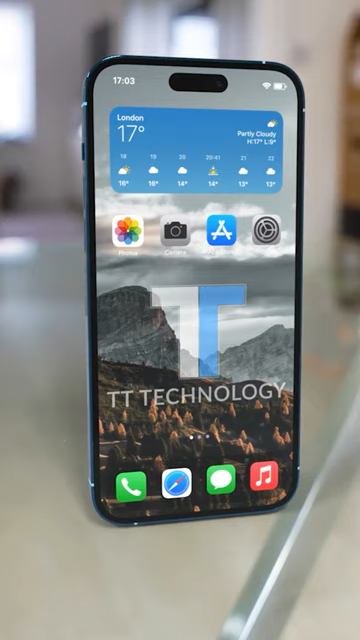 17:03
London
17°
Partly Cloudy
H:17° L:9°
18 19 20 20:41 21 22
16° 16° 14° 14° 13° 13°
Photos Camera
TT
TT TECHNOLOGY